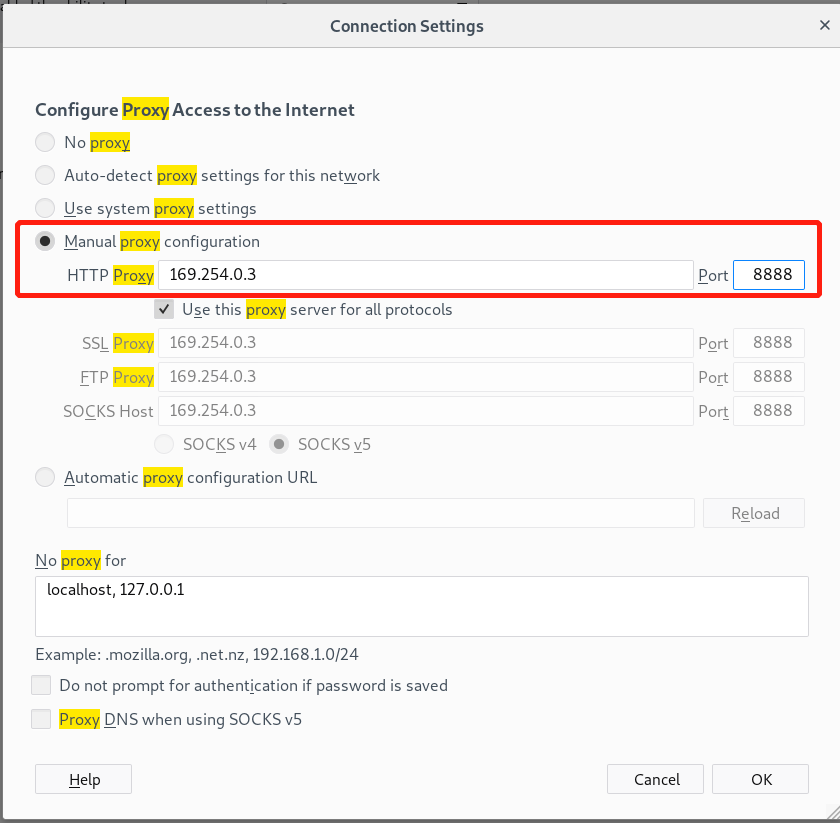 Connection Settings
Configure Proxy Access to the Internet
No proxy
Auto-detect proxy settings for this network
Use system proxy settings
Manual proxy configuration
HTTP Proxy 169.254.0.3 Port 8888
Use this proxy server for all protocols
SSL Proxy 169.254.0.3 Port 8888
FTP Proxy 169.254.0.3 Port 8888
SOCKS Host 169.254.0.3 Port 8888
SOCKS v4 SOCKS v5
Automatic proxy configuration URL
Reload
No proxy for
localhost, 127.0.0.1
Example: .mozilla.org, .net.nz, 192.168.1.0/24
Do not prompt for authentication if password is saved
Proxy DNS when using SOCKS v5
Help Cancel OK